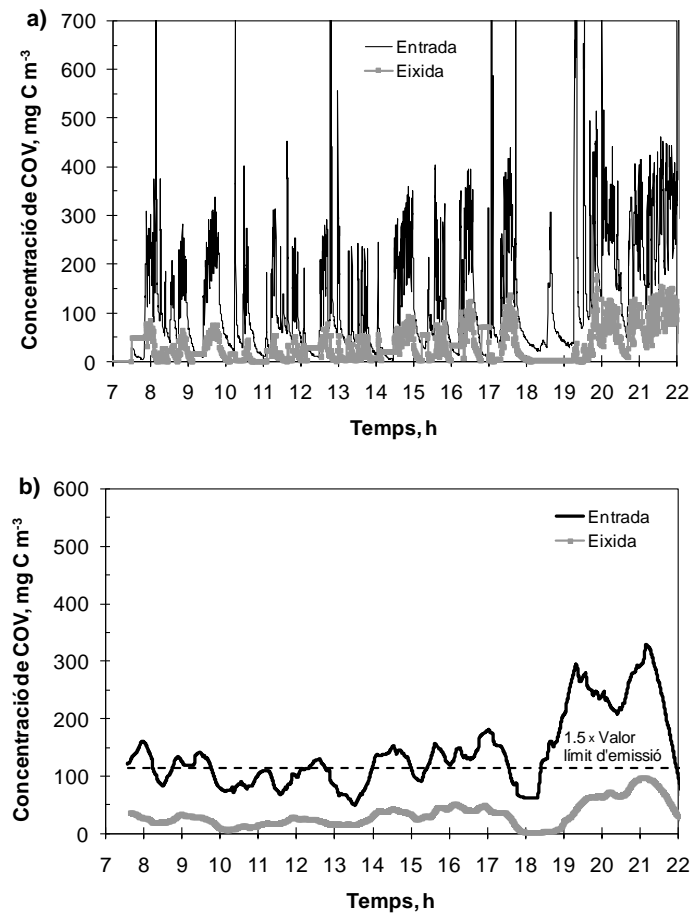 a)
700
600
500
400
300
200
100
0
Concentració de COV, mg C m-3
Entrada
Eixida
7 8 9 10 11 12 13 14 15 16 17 18 19 20 21 22
Temps, h
b)
600
500
400
300
200
100
0
Concentració de COV, mg C m-3
Entrada
Eixida
1.5 x Valor
límit d'emissió
7 8 9 10 11 12 13 14 15 16 17 18 19 20 21 22
Temps, h